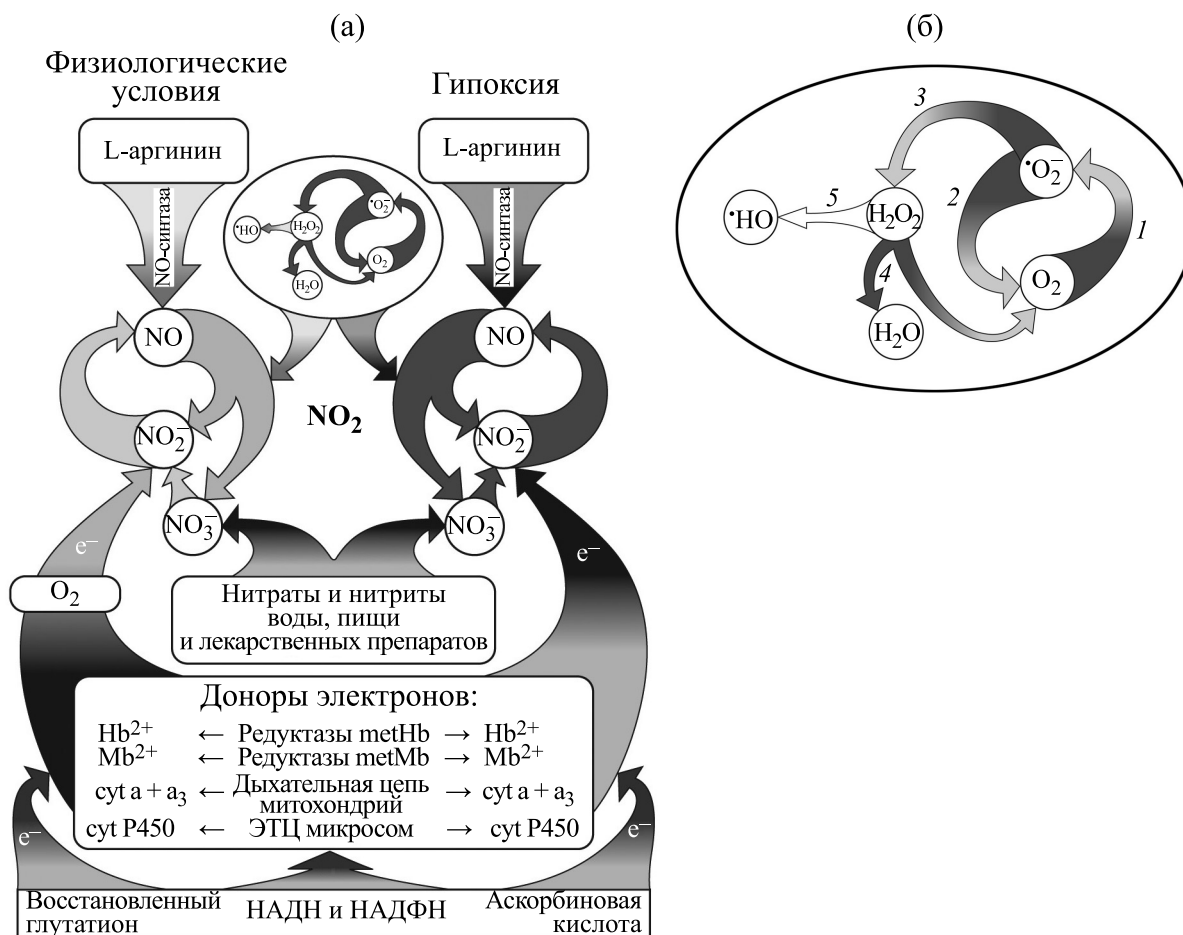 (а)
Физиологические
условия
Гипоксия
L-аргинин
L-аргинин
NO-синтаза
NO-синтаза
•O₂⁻
H₂O₂
•HO
O₂
H₂O
NO
NO
NO₂
NO₂⁻
NO₂⁻
NO₃⁻
NO₃⁻
e⁻
e⁻
O₂
Нитраты и нитриты
воды, пищи
и лекарственных препаратов
Доноры электронов:
Hb²⁺ ← Редуктазы metHb → Hb²⁺
Mb²⁺ ← Редуктазы metMb → Mb²⁺
cyt a + a₃ ← Дыхательная цепь → cyt a + a₃
митохондрий
cyt P450 ← ЭТЦ микросом → cyt P450
e⁻
e⁻
Восстановленный
глутатион
НАДН и НАДФН
Аскорбиновая
кислота
(б)
3
•O₂⁻
5
2
1
•HO
H₂O₂
4
O₂
H₂O